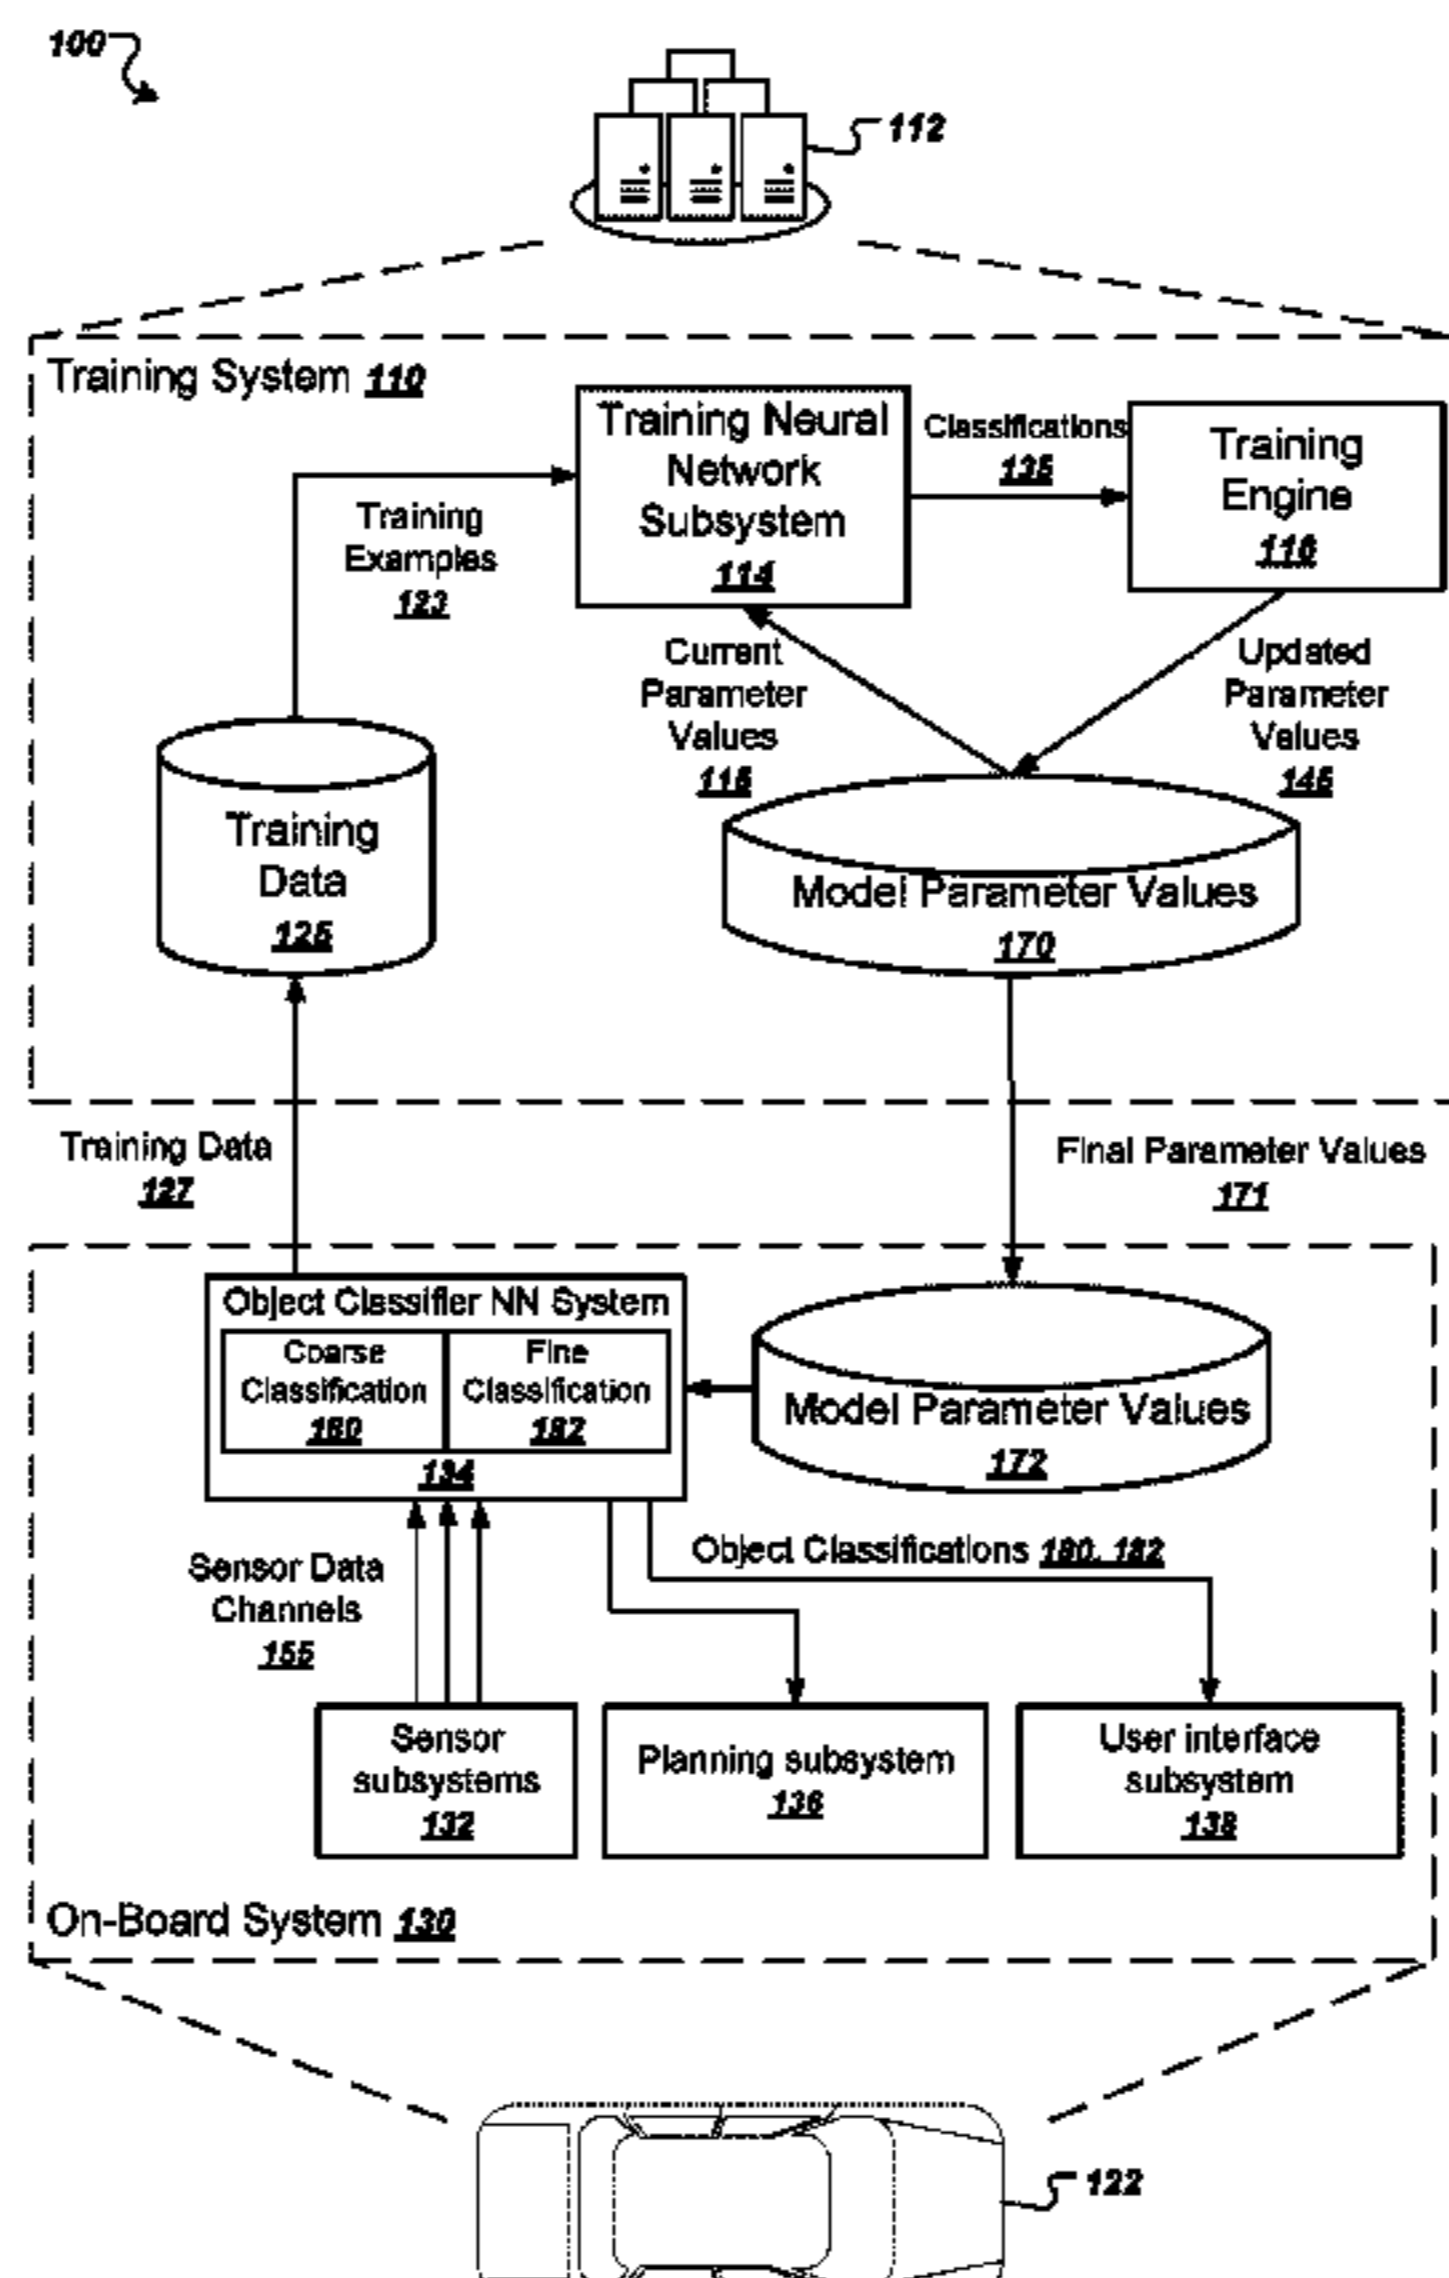 100
112
Training System 110
Training Neural
Network
Subsystem
114
Classifications
135
Training
Engine
116
Training
Examples
123
Current
Parameter
Values
115
Updated
Parameter
Values
145
Training
Data
125
Model Parameter Values
170
Training Data
127
Final Parameter Values
171
Object Classifier NN System
Coarse
Classification
180
Fine
Classification
182
134
Model Parameter Values
172
Sensor Data
Channels
155
Object Classifications 180, 182
Sensor
subsystems
132
Planning subsystem
136
User interface
subsystem
138
On-Board System 130
122